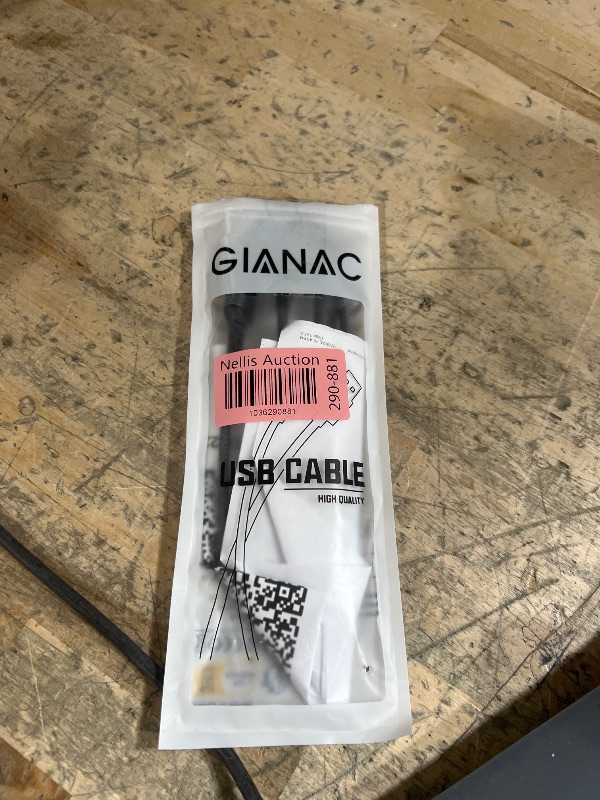 GIANAC
Nellis Auction
290-881
1036290881
USB CABLE
HIGH QUALITY